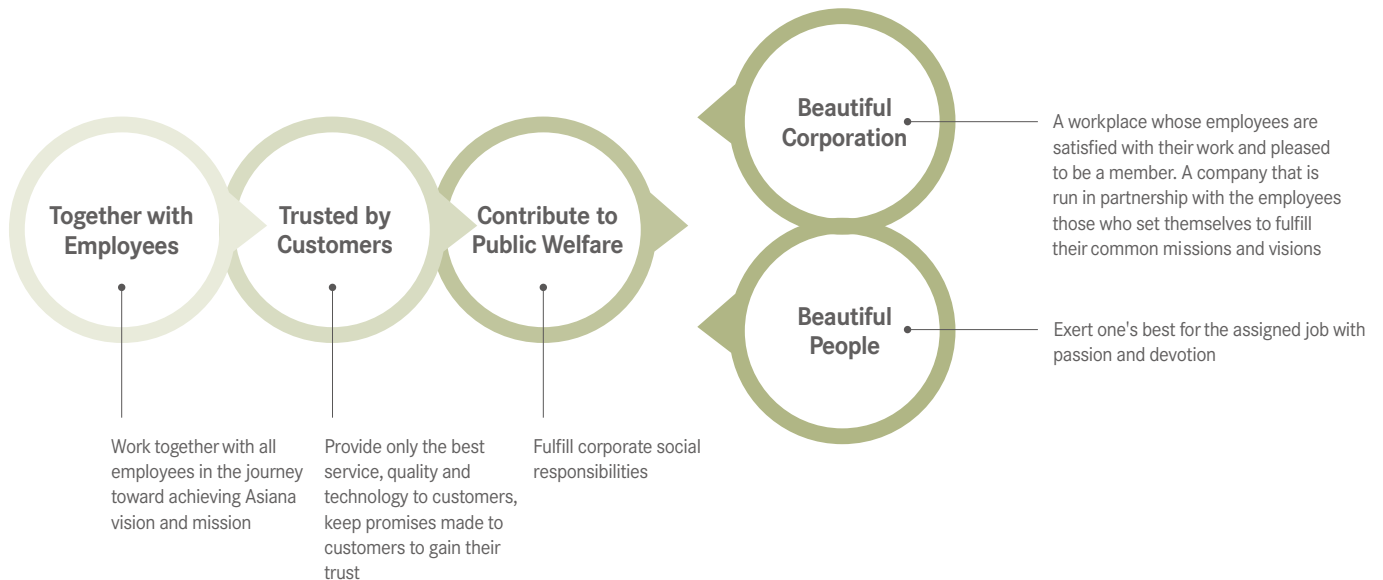 Together with
Employees
Trusted by
Customers
Contribute to
Public Welfare
Beautiful
Corporation
Beautiful
People
A workplace whose employees are
satisfied with their work and pleased
to be a member. A company that is
run in partnership with the employees
those who set themselves to fulfill
their common missions and visions
Exert one's best for the assigned job with
passion and devotion
Work together with all
employees in the journey
toward achieving Asiana
vision and mission
Provide only the best
service, quality and
technology to customers,
keep promises made to
customers to gain their
trust
Fulfill corporate social
responsibilities